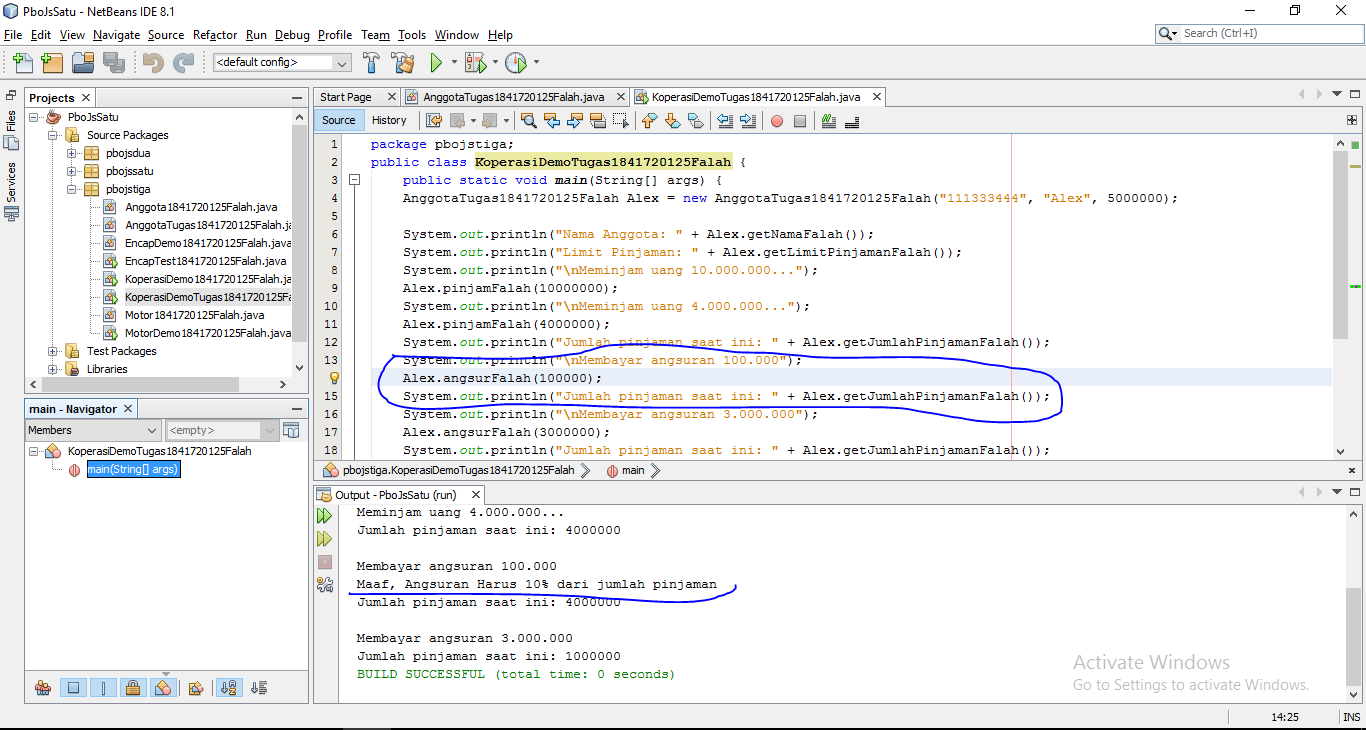 PboJsSatu - NetBeans IDE 8.1
File Edit View Navigate Source Refactor Run Debug Profile Team Tools Window Help
Search (Ctrl+I)
<default config>
Files
Services
Projects
PboJsSatu
Source Packages
pbojsdua
pbojssatu
pbojstiga
Anggota1841720125Falah.java
AnggotaTugas1841720125Falah.ja
EncapDemo1841720125Falah.java
EncapTest1841720125Falah.java
KoperasiDemo1841720125Falah.ja
KoperasiDemoTugas1841720125Fa
Motor1841720125Falah.java
MotorDemo1841720125Falah.java
Test Packages
Libraries
main - Navigator
Members <empty>
KoperasiDemoTugas1841720125Falah
main(String[] args)
Start Page AnggotaTugas1841720125Falah.java KoperasiDemoTugas1841720125Falah.java
Source History
1 package pbojstiga;
2 public class KoperasiDemoTugas1841720125Falah {
3 public static void main(String[] args) {
4 AnggotaTugas1841720125Falah Alex = new AnggotaTugas1841720125Falah("111333444", "Alex", 5000000);
5
6 System.out.println("Nama Anggota: " + Alex.getNamaFalah());
7 System.out.println("Limit Pinjaman: " + Alex.getLimitPinjamanFalah());
8 System.out.println("\nMeminjam uang 10.000.000...");
9 Alex.pinjamFalah(10000000);
10 System.out.println("\nMeminjam uang 4.000.000...");
11 Alex.pinjamFalah(4000000);
12 System.out.println("Jumlah pinjaman saat ini: " + Alex.getJumlahPinjamanFalah());
13 System.out.println("\nMembayar angsuran 100.000");
Alex.angsurFalah(100000);
15 System.out.println("Jumlah pinjaman saat ini: " + Alex.getJumlahPinjamanFalah());
16 System.out.println("\nMembayar angsuran 3.000.000");
17 Alex.angsurFalah(3000000);
18 System.out.println("Jumlah pinjaman saat ini: " + Alex.getJumlahPinjamanFalah());
pbojstiga.KoperasiDemoTugas1841720125Falah main
Output - PboJsSatu (run)
Meminjam uang 4.000.000...
Jumlah pinjaman saat ini: 4000000
Membayar angsuran 100.000
Maaf, Angsuran Harus 10% dari jumlah pinjaman
Jumlah pinjaman saat ini: 4000000
Membayar angsuran 3.000.000
Jumlah pinjaman saat ini: 1000000
BUILD SUCCESSFUL (total time: 0 seconds)
Activate Windows
Go to Settings to activate Windows.
14:25 INS